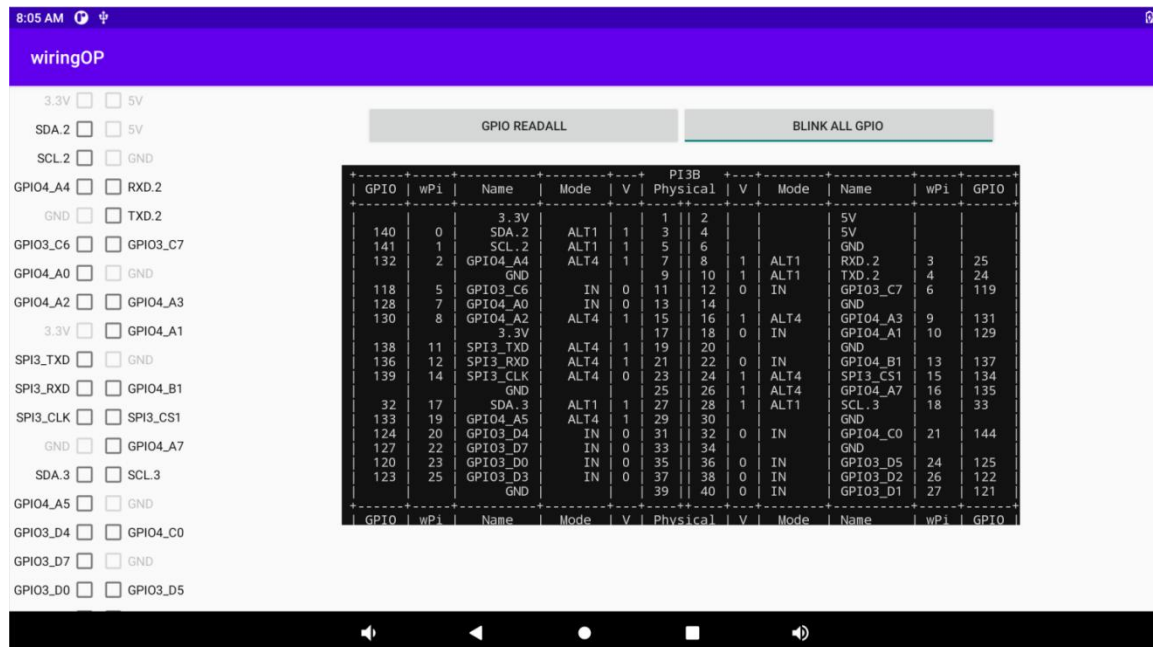 8:05 AM
wiringOP
3.3V 5V
SDA.2 5V
SCL.2 GND
GPIO4_A4 RXD.2
GND TXD.2
GPIO3_C6 GPIO3_C7
GPIO4_A0 GND
GPIO4_A2 GPIO4_A3
3.3V GPIO4_A1
SPI3_TXD GND
SPI3_RXD GPIO4_B1
SPI3_CLK SPI3_CS1
GND GPIO4_A7
SDA.3 SCL.3
GPIO4_A5 GND
GPIO3_D4 GPIO4_C0
GPIO3_D7 GND
GPIO3_D0 GPIO3_D5
GPIO READALL BLINK ALL GPIO
+------+-----+----------+--------+---+ PI3B +---+--------+----------+-----+------+
| GPIO | wPi | Name | Mode | V | Physical | V | Mode | Name | wPi | GPIO |
+------+-----+----------+--------+---+----++----+---+--------+----------+-----+------+
| | | 3.3V | | | 1 || 2 | | | 5V | | |
| 140 | 0 | SDA.2 | ALT1 | 1 | 3 || 4 | | | 5V | | |
| 141 | 1 | SCL.2 | ALT1 | 1 | 5 || 6 | | | GND | | |
| 132 | 2 | GPIO4_A4 | ALT4 | 1 | 7 || 8 | 1 | ALT1 | RXD.2 | 3 | 25 |
| | | GND | | | 9 || 10 | 1 | ALT1 | TXD.2 | 4 | 24 |
| 118 | 5 | GPIO3_C6 | IN | 0 | 11 || 12 | 0 | IN | GPIO3_C7 | 6 | 119 |
| 128 | 7 | GPIO4_A0 | IN | 0 | 13 || 14 | | | GND | | |
| 130 | 8 | GPIO4_A2 | ALT4 | 1 | 15 || 16 | 1 | ALT4 | GPIO4_A3 | 9 | 131 |
| | | 3.3V | | | 17 || 18 | 0 | IN | GPIO4_A1 | 10 | 129 |
| 138 | 11 | SPI3_TXD | ALT4 | 1 | 19 || 20 | | | GND | | |
| 136 | 12 | SPI3_RXD | ALT4 | 1 | 21 || 22 | 0 | IN | GPIO4_B1 | 13 | 137 |
| 139 | 14 | SPI3_CLK | ALT4 | 0 | 23 || 24 | 1 | ALT4 | SPI3_CS1 | 15 | 134 |
| | | GND | | | 25 || 26 | 1 | ALT4 | GPIO4_A7 | 16 | 135 |
| 32 | 17 | SDA.3 | ALT1 | 1 | 27 || 28 | 1 | ALT1 | SCL.3 | 18 | 33 |
| 133 | 19 | GPIO4_A5 | ALT4 | 1 | 29 || 30 | | | GND | | |
| 124 | 20 | GPIO3_D4 | IN | 0 | 31 || 32 | 0 | IN | GPIO4_C0 | 21 | 144 |
| 127 | 22 | GPIO3_D7 | IN | 0 | 33 || 34 | | | GND | | |
| 120 | 23 | GPIO3_D0 | IN | 0 | 35 || 36 | 0 | IN | GPIO3_D5 | 24 | 125 |
| 123 | 25 | GPIO3_D3 | IN | 0 | 37 || 38 | 0 | IN | GPIO3_D2 | 26 | 122 |
| | | GND | | | 39 || 40 | 0 | IN | GPIO3_D1 | 27 | 121 |
+------+-----+----------+--------+---+----++----+---+--------+----------+-----+------+
| GPIO | wPi | Name | Mode | V | Physical | V | Mode | Name | wPi | GPIO |